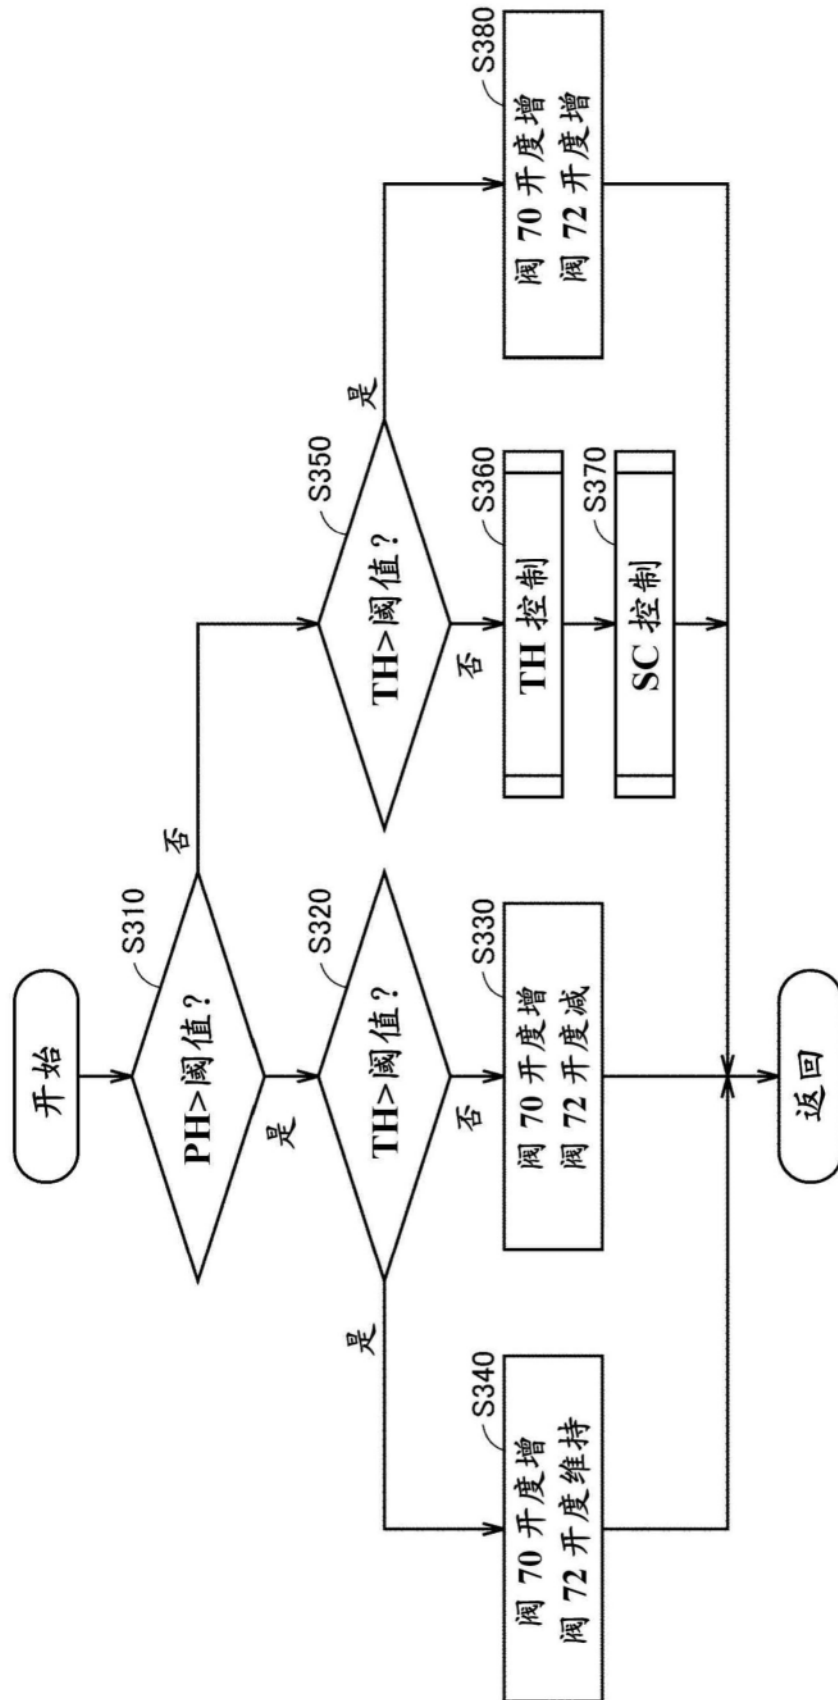 开始
S310
PH>阈值?
是
否
S320
TH>阈值?
是
否
S350
TH>阈值?
是
否
S340
阀 70 开度增
阀 72 开度维持
S330
阀 70 开度增
阀 72 开度减
S360
TH 控制
S370
SC 控制
S380
阀 70 开度增
阀 72 开度增
返回